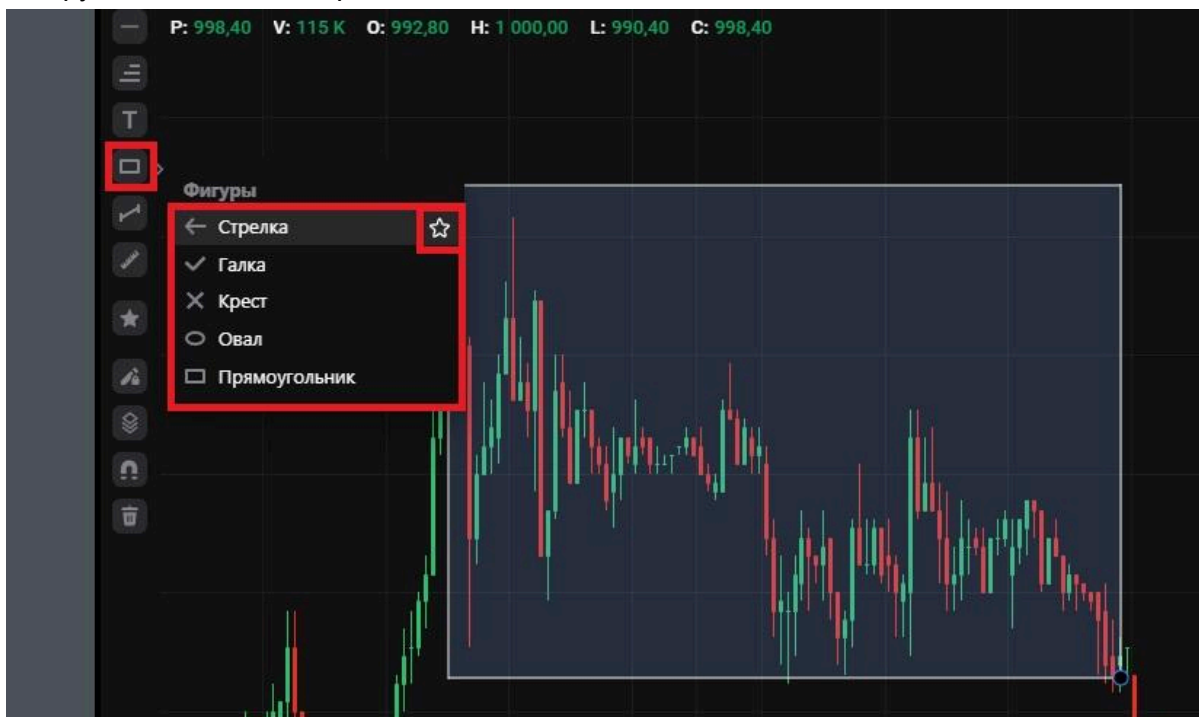 P: 998,40 V: 115 K O: 992,80 H: 1 000,00 L: 990,40 C: 998,40
T
Фигуры
Стрелка
Галка
Крест
Овал
Прямоугольник